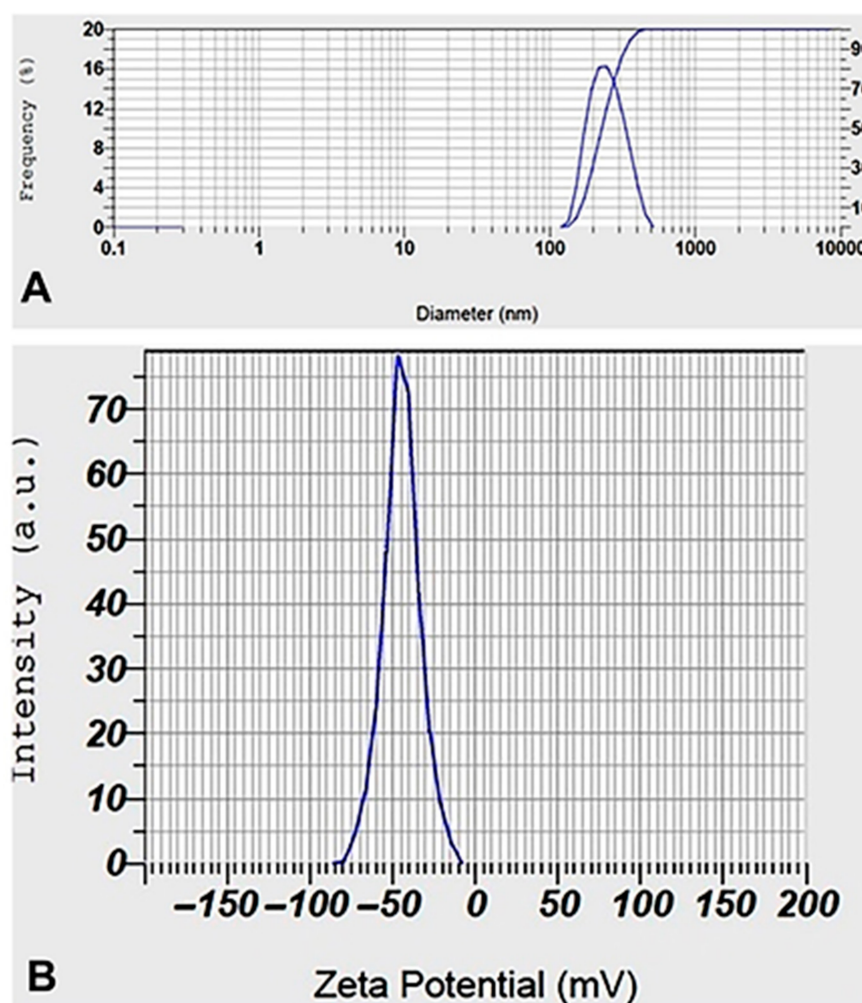 Frequency (%)
20
16
12
8
4
0
0.1 1 10 100 1000 10000
Diameter (nm)
A
Intensity (a.u.)
70
60
50
40
30
20
10
0
−150 −100 −50 0 50 100 150 200
Zeta Potential (mV)
B